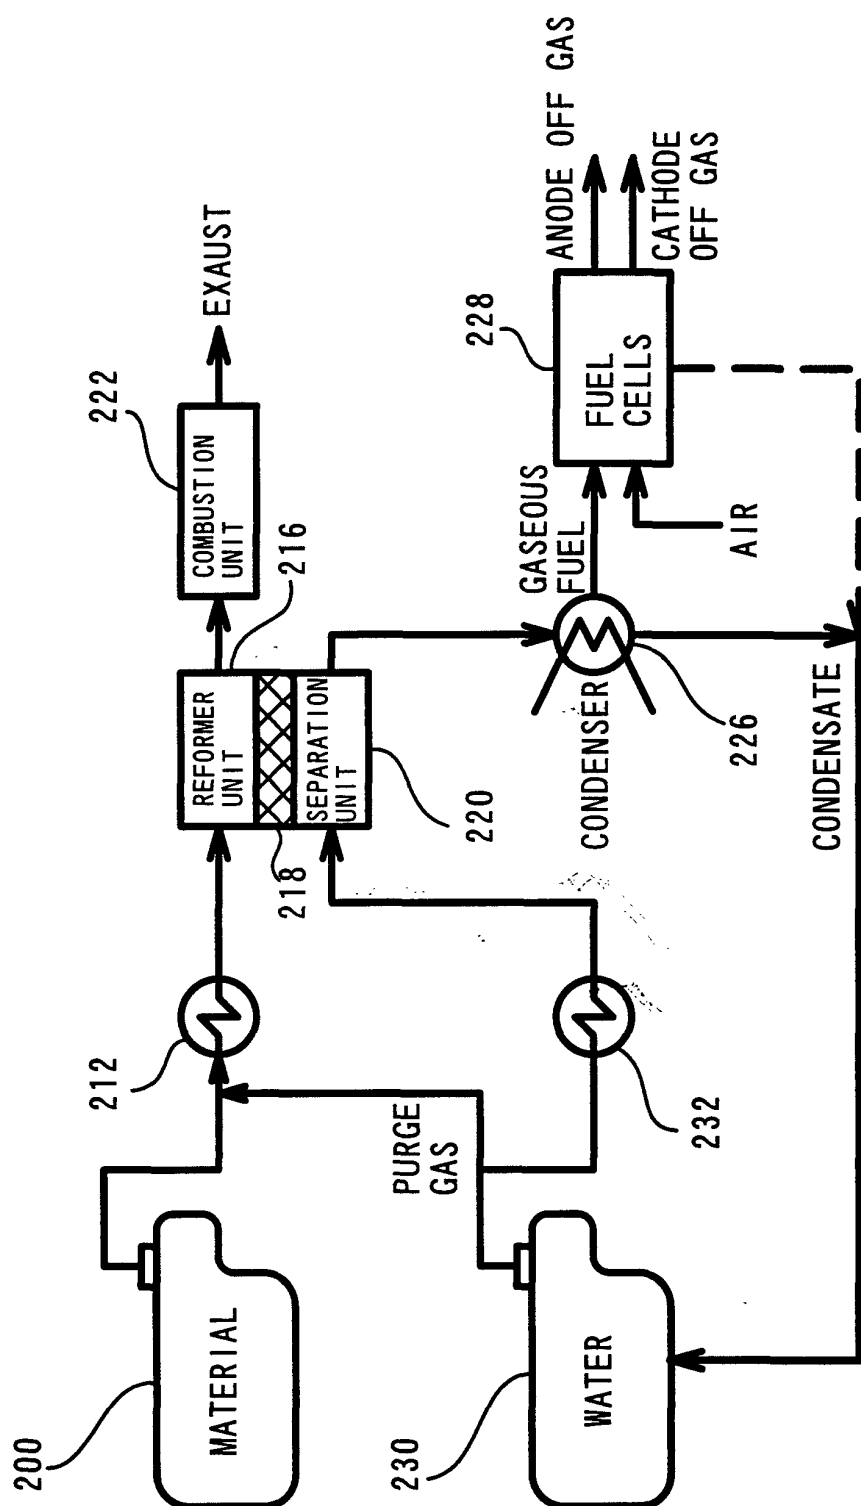 200
MATERIAL
212
REFORMER
UNIT
218
216
SEPARATION
UNIT
220
222
COMBUSTION
UNIT
EXAUST
PURGE
GAS
230
WATER
232
CONDENSER
226
GASEOUS
FUEL
AIR
228
FUEL
CELLS
ANODE OFF GAS
CATHODE
OFF GAS
CONDENSATE